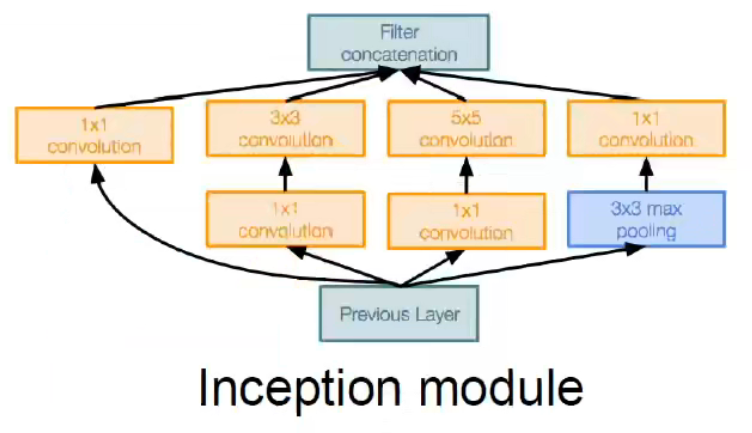 Filter
concatenation
1x1
convolution
3x3
convolution
5x5
convolution
1x1
convolution
1x1
convolution
1x1
convolution
3x3 max
pooling
Previous Layer
Inception module